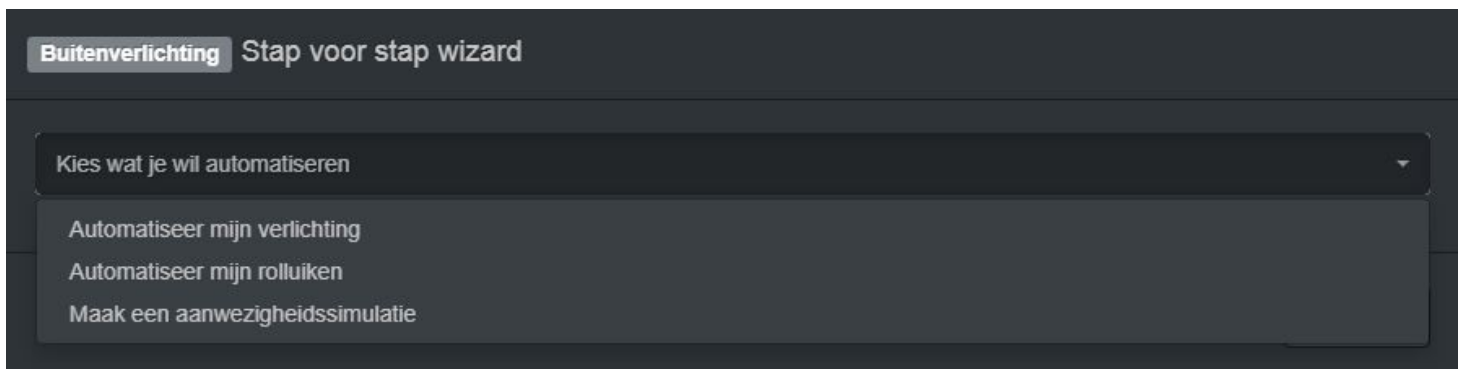 Buitenverlichting Stap voor stap wizard
Kies wat je wil automatiseren
Automatiseer mijn verlichting
Automatiseer mijn rolluiken
Maak een aanwezigheidssimulatie